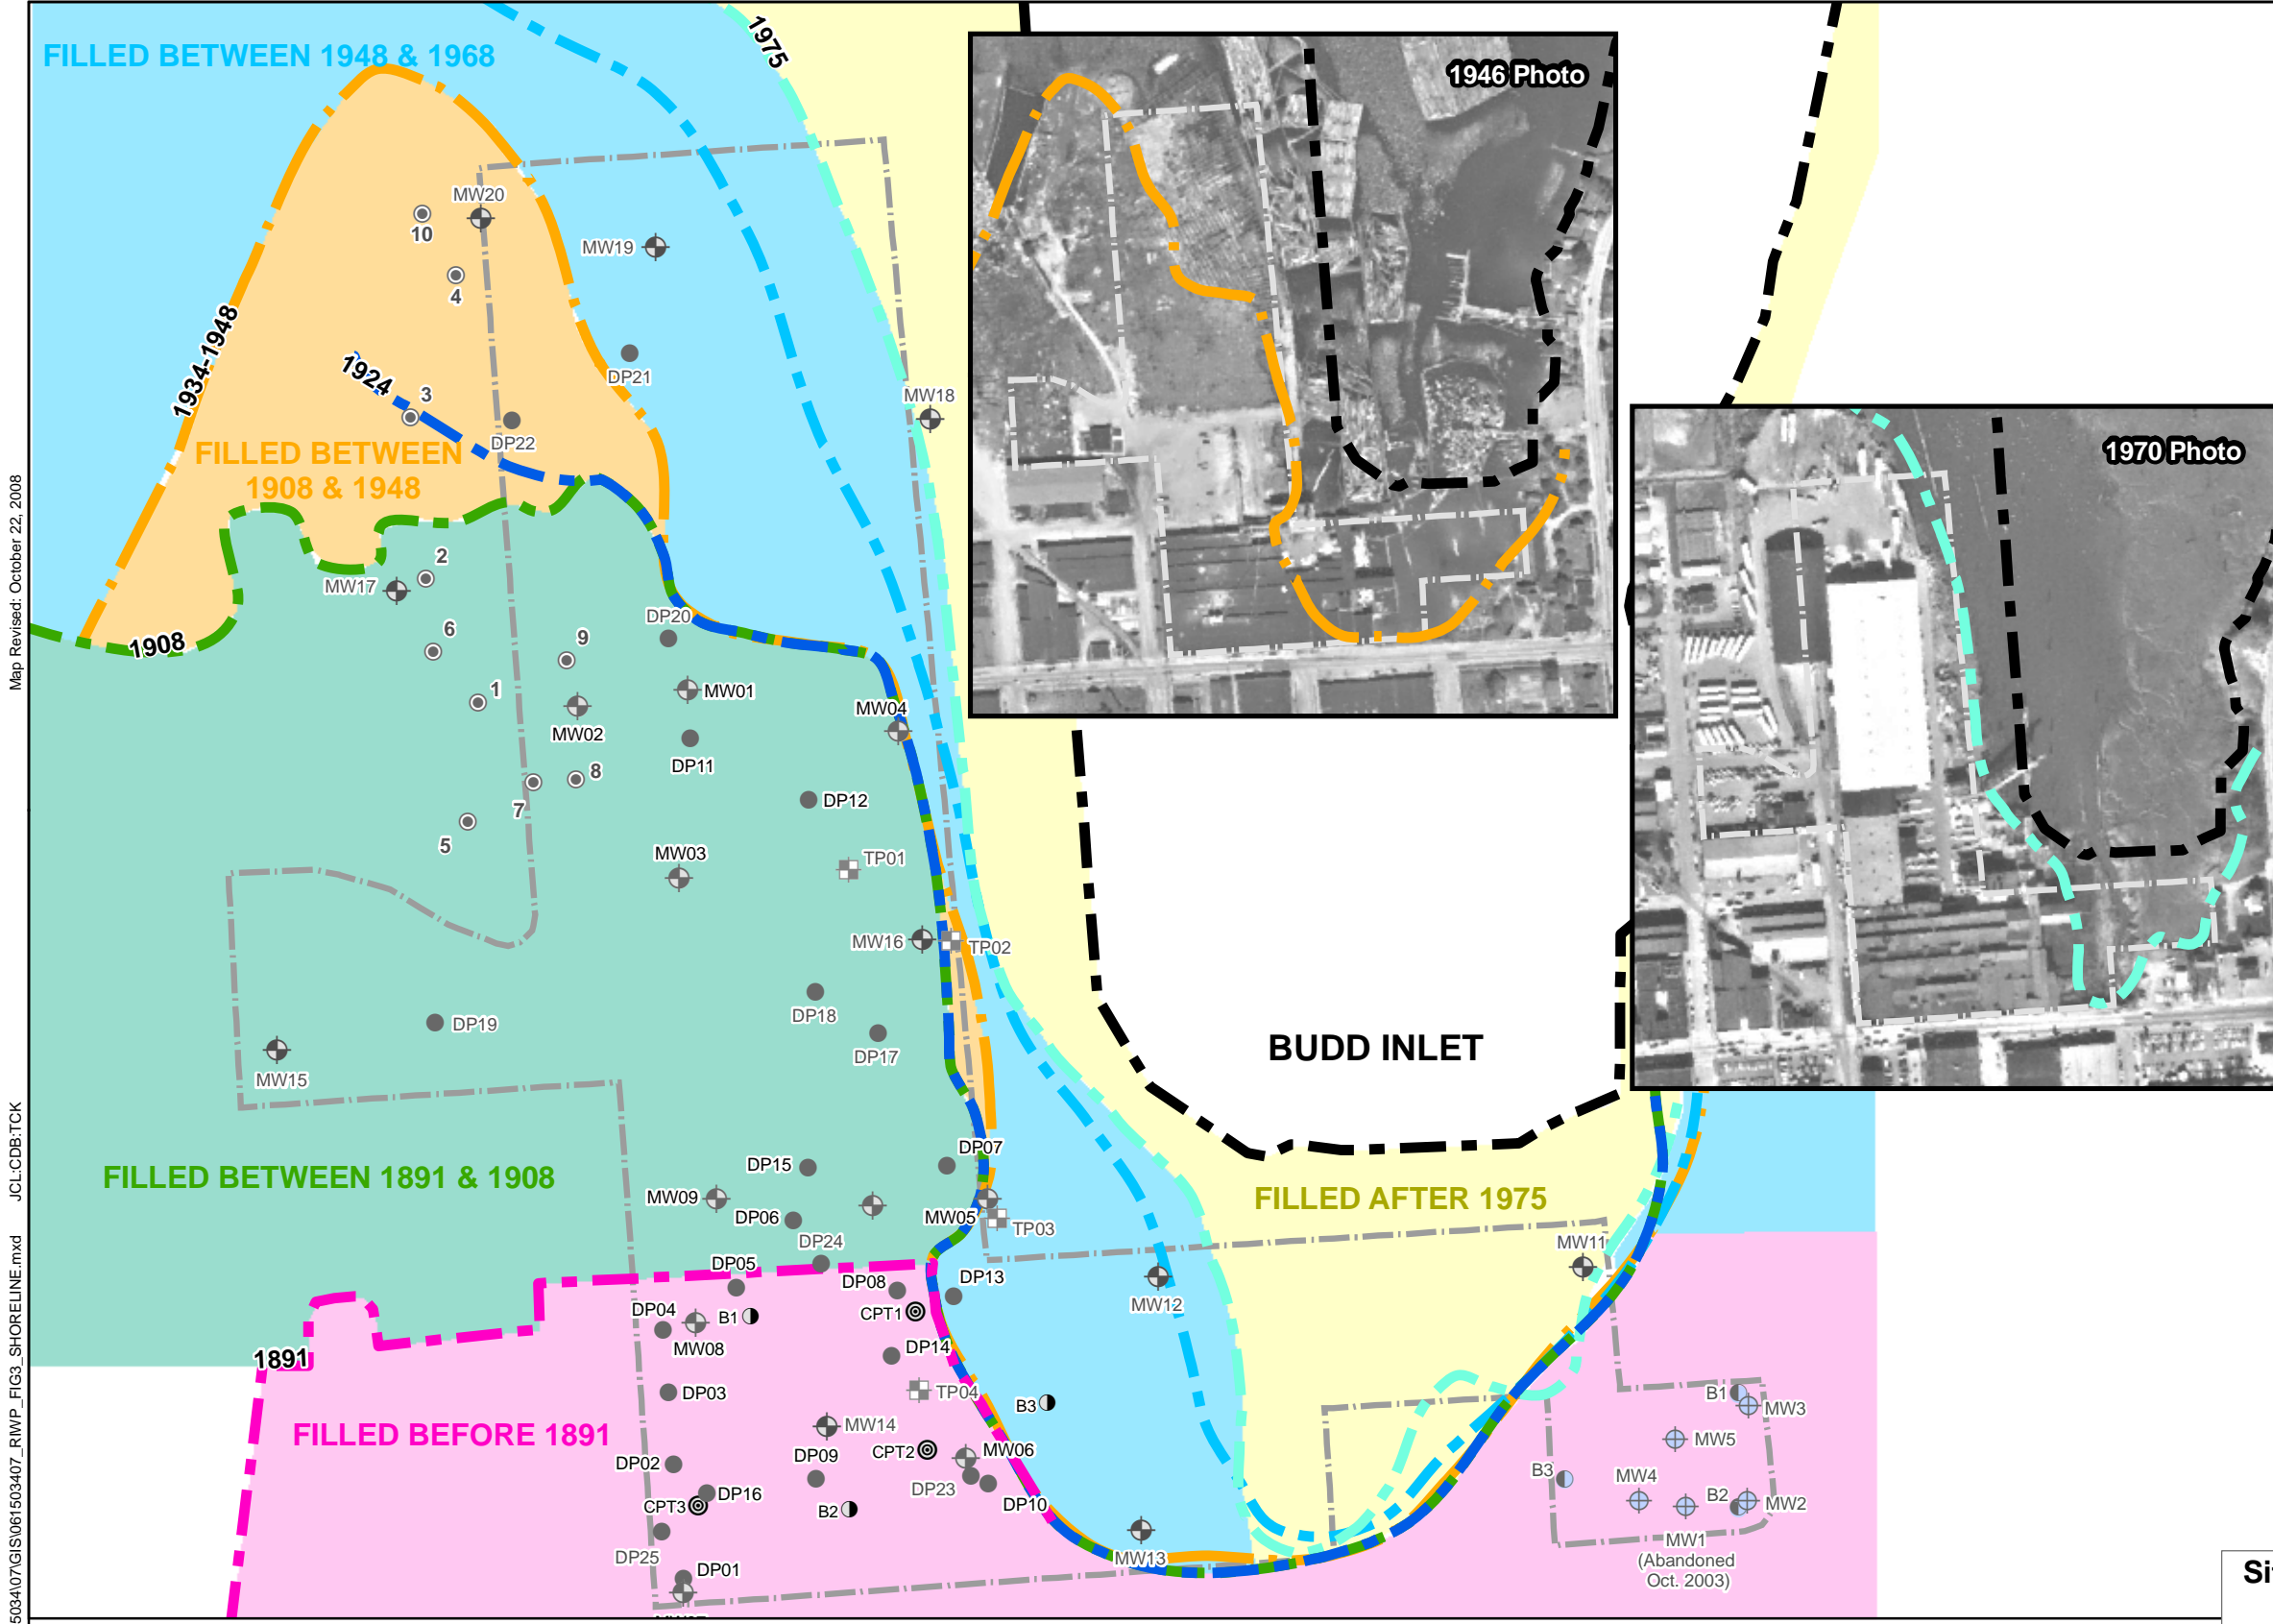 FILLED BETWEEN 1948 & 1968
1975
1946 Photo
1970 Photo
MW20
10
MW19
4
1934-1948
DP21
1924
3
MW18
DP22
FILLED BETWEEN
1908 & 1948
2
MW17
1908
6
9
DP20
1
MW01
MW02
MW04
DP11
8
7
DP12
5
MW03
TP01
MW16
TP02
DP18
DP19
DP17
MW15
BUDD INLET
FILLED BETWEEN 1891 & 1908
DP15
DP07
MW09
DP06
MW05
TP03
FILLED AFTER 1975
DP24
MW11
DP05
DP08
DP13
MW12
DP04
B1
CPT1
MW08
DP14
1891
DP03
TP04
B3
B1
MW3
FILLED BEFORE 1891
MW14
MW5
DP02
DP09
CPT2
MW06
B3
MW4
DP16
DP23
B2
MW2
CPT3
B2
DP10
DP25
MW13
MW1
(Abandoned
Oct. 2003)
DP01
Map Revised: October 22, 2008
JCL:CDB:TCK
503407\GIS\061503407_RWP_FIG3_SHORELINE.mxd